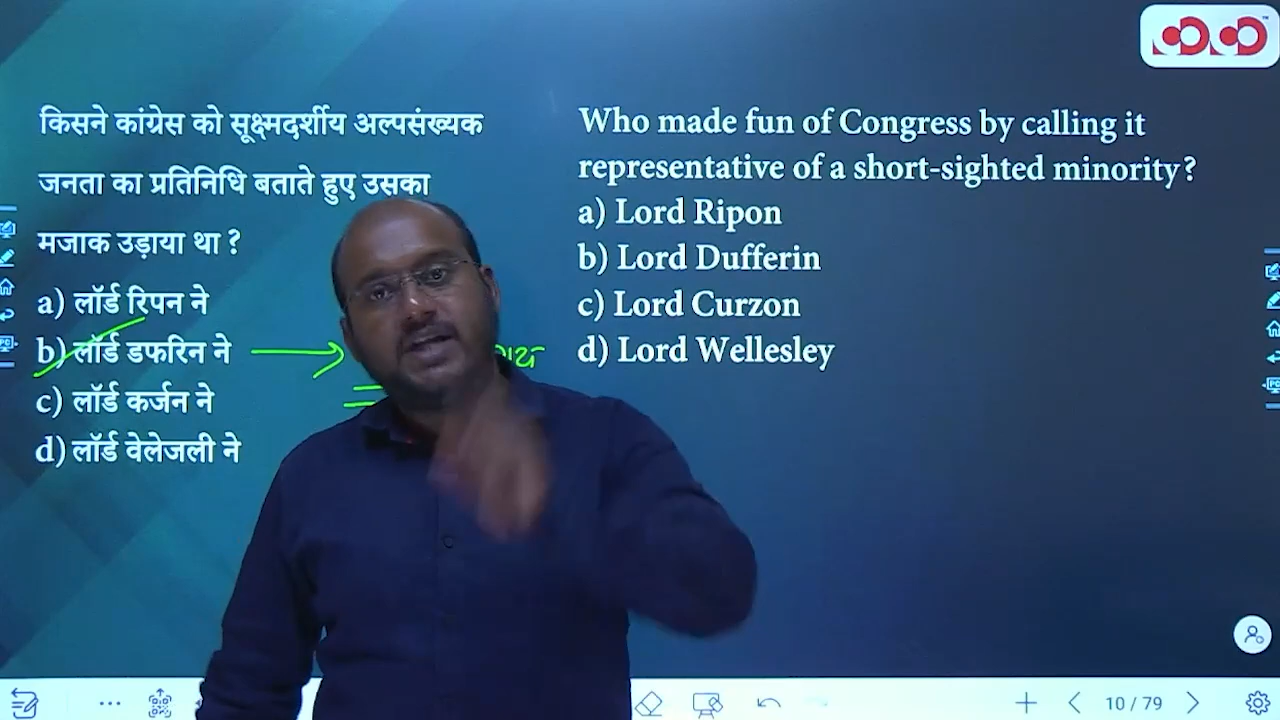 किसने कांग्रेस को सूक्ष्मदर्शीय अल्पसंख्यक
जनता का प्रतिनिधि बताते हुए उसका
मजाक उड़ाया था ?
a) लॉर्ड रिपन ने
b) लॉर्ड डफरिन ने
c) लॉर्ड कर्जन ने
d) लॉर्ड वेलेजली ने
Who made fun of Congress by calling it
representative of a short-sighted minority?
a) Lord Ripon
b) Lord Dufferin
c) Lord Curzon
d) Lord Wellesley
PC
PC
10 / 79